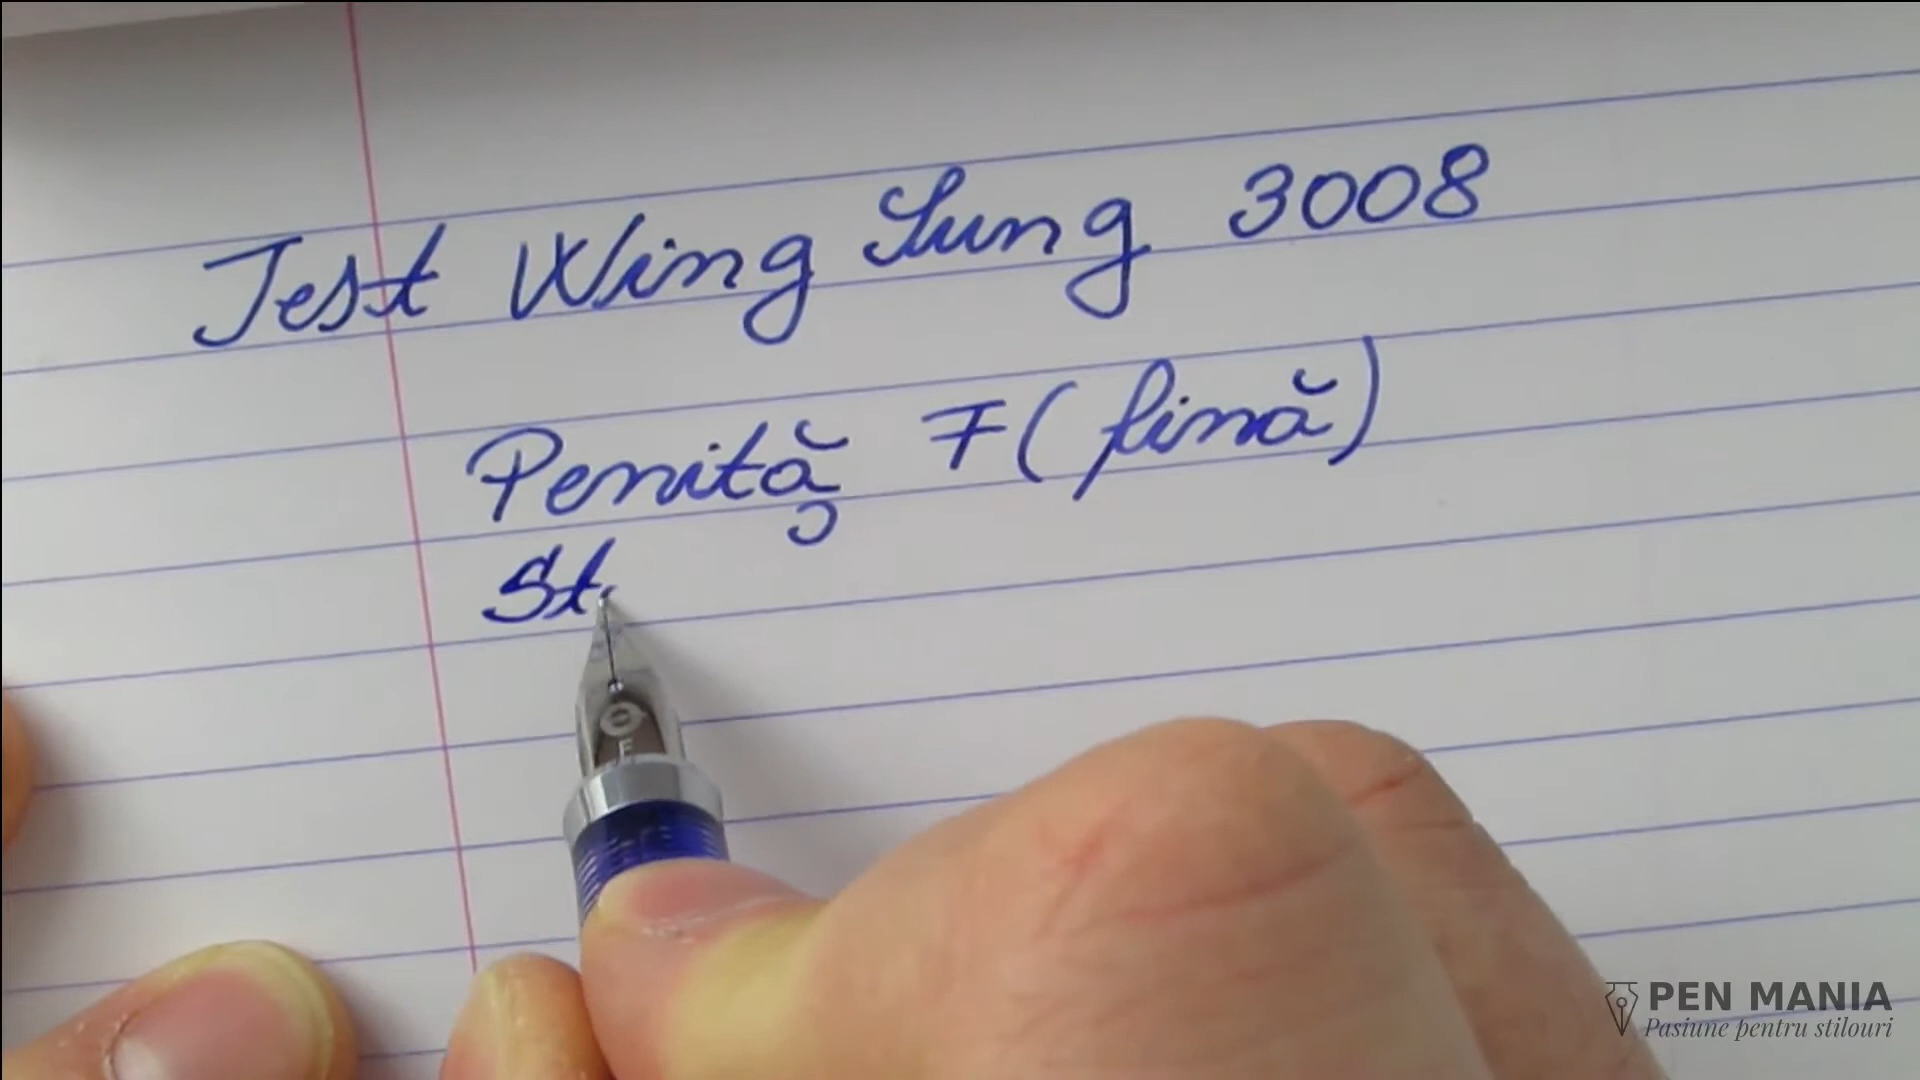 Test Wing Sung 3008
Peniță F (fină)
St
F
PEN MANIA
Pasiune pentru stilouri